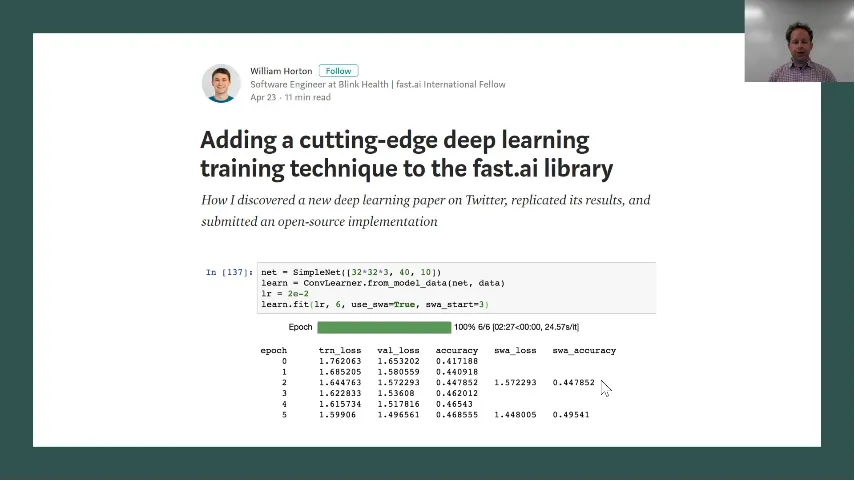 William Horton Follow
Software Engineer at Blink Health | fast.ai International Fellow
Apr 23 · 11 min read
Adding a cutting-edge deep learning
training technique to the fast.ai library
How I discovered a new deep learning paper on Twitter, replicated its results, and
submitted an open-source implementation
In [137]: net = SimpleNet([32*32*3, 40, 10])
learn = ConvLearner.from_model_data(net, data)
lr = 2e-2
learn.fit(lr, 6, use_swa=True, swa_start=3)
Epoch 100% 6/6 [02:27<00:00, 24.57s/it]
epoch trn_loss val_loss accuracy swa_loss swa_accuracy
0 1.762063 1.653202 0.417188
1 1.685205 1.580559 0.440918
2 1.644763 1.572293 0.447852 1.572293 0.447852
3 1.622833 1.53608 0.462012
4 1.615734 1.517816 0.46543
5 1.59906 1.496561 0.468555 1.448005 0.49541